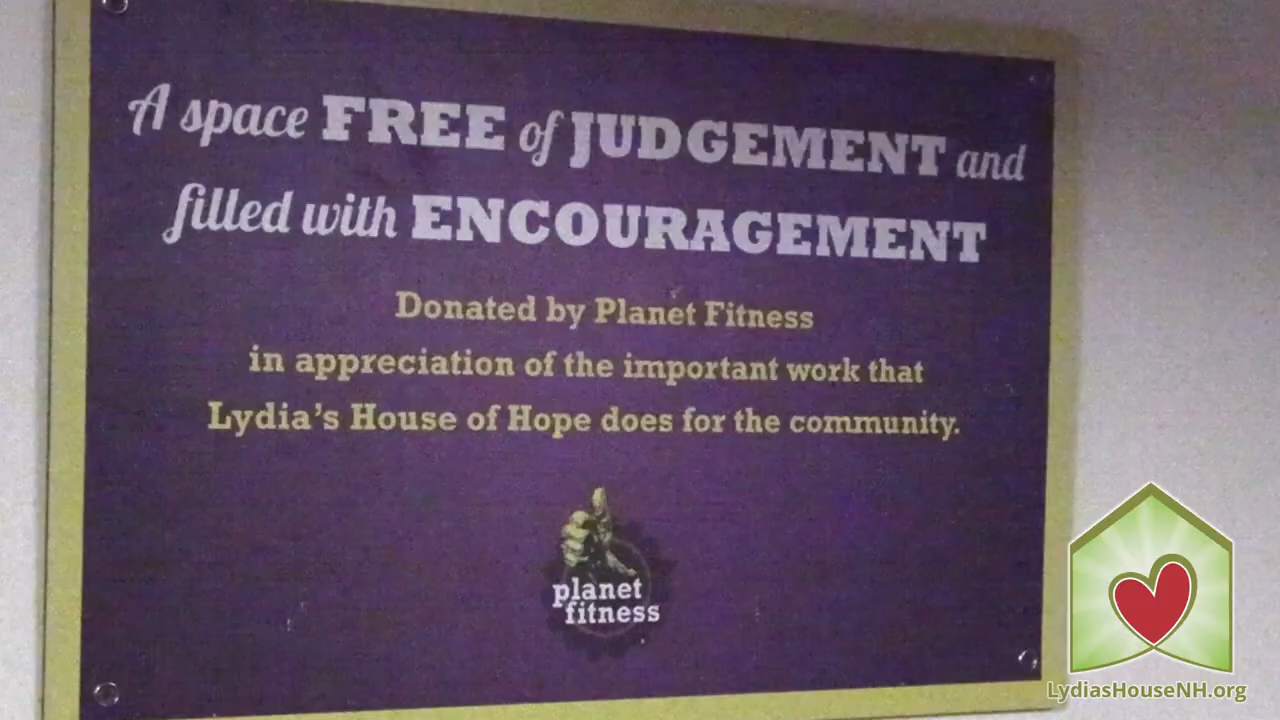 A space FREE of JUDGEMENT and
filled with ENCOURAGEMENT
Donated by Planet Fitness
in appreciation of the important work that
Lydia's House of Hope does for the community.
planet
fitness
LydiasHouseNH.org